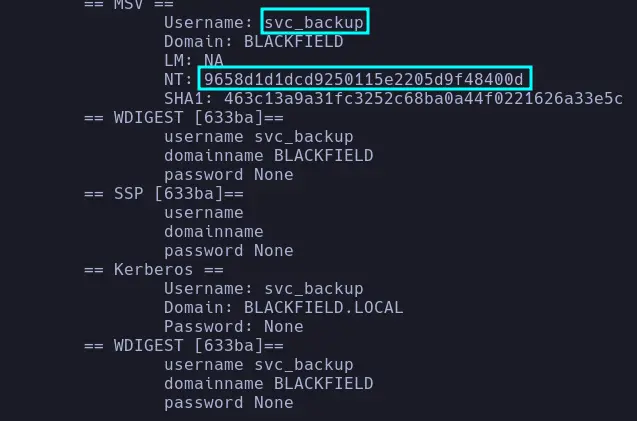 == MSV ==
Username: svc_backup
Domain: BLACKFIELD
LM: NA
NT: 9658d1d1dcd9250115e2205d9f48400d
SHA1: 463c13a9a31fc3252c68ba0a44f0221626a33e5c
== WDIGEST [633ba]==
username svc_backup
domainname BLACKFIELD
password None
== SSP [633ba]==
username
domainname
password None
== Kerberos ==
Username: svc_backup
Domain: BLACKFIELD.LOCAL
Password: None
== WDIGEST [633ba]==
username svc_backup
domainname BLACKFIELD
password None